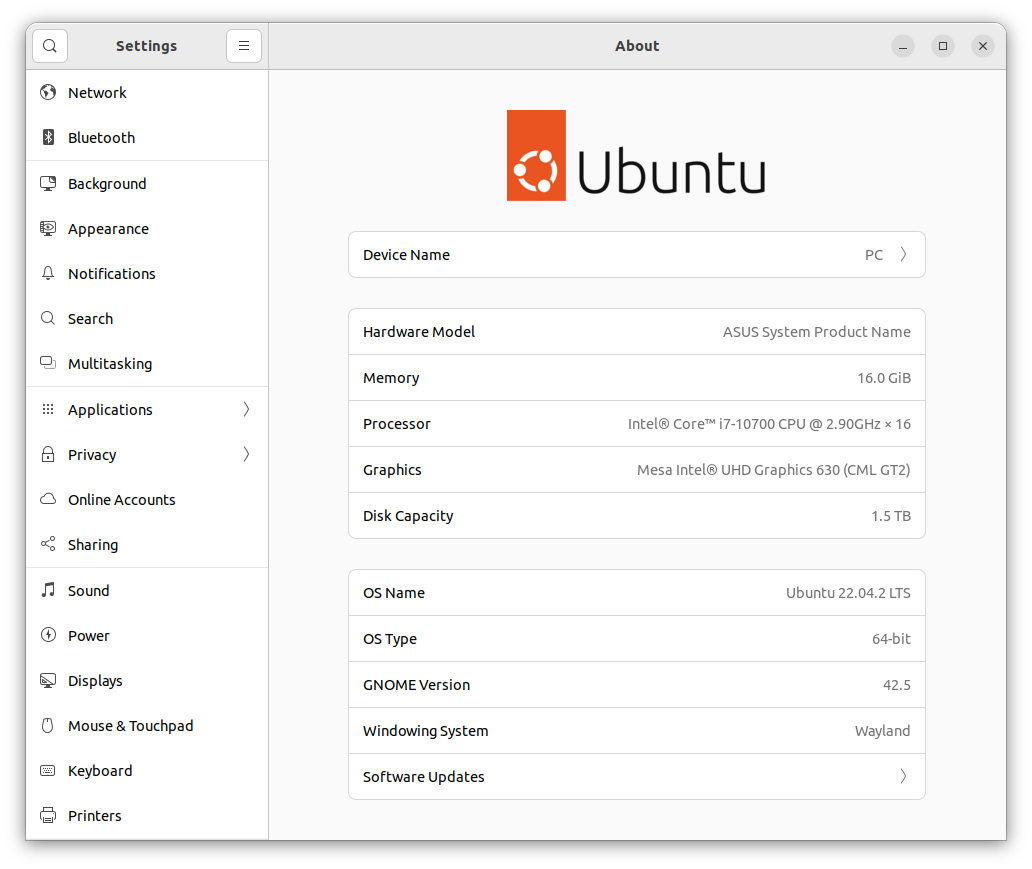 Settings
About
Network
Bluetooth
Background
Appearance
Notifications
Search
Multitasking
Applications
Privacy
Online Accounts
Sharing
Sound
Power
Displays
Mouse & Touchpad
Keyboard
Printers
Ubuntu
Device Name PC
Hardware Model ASUS System Product Name
Memory 16.0 GiB
Processor Intel® Core™ i7-10700 CPU @ 2.90GHz × 16
Graphics Mesa Intel® UHD Graphics 630 (CML GT2)
Disk Capacity 1.5 TB
OS Name Ubuntu 22.04.2 LTS
OS Type 64-bit
GNOME Version 42.5
Windowing System Wayland
Software Updates